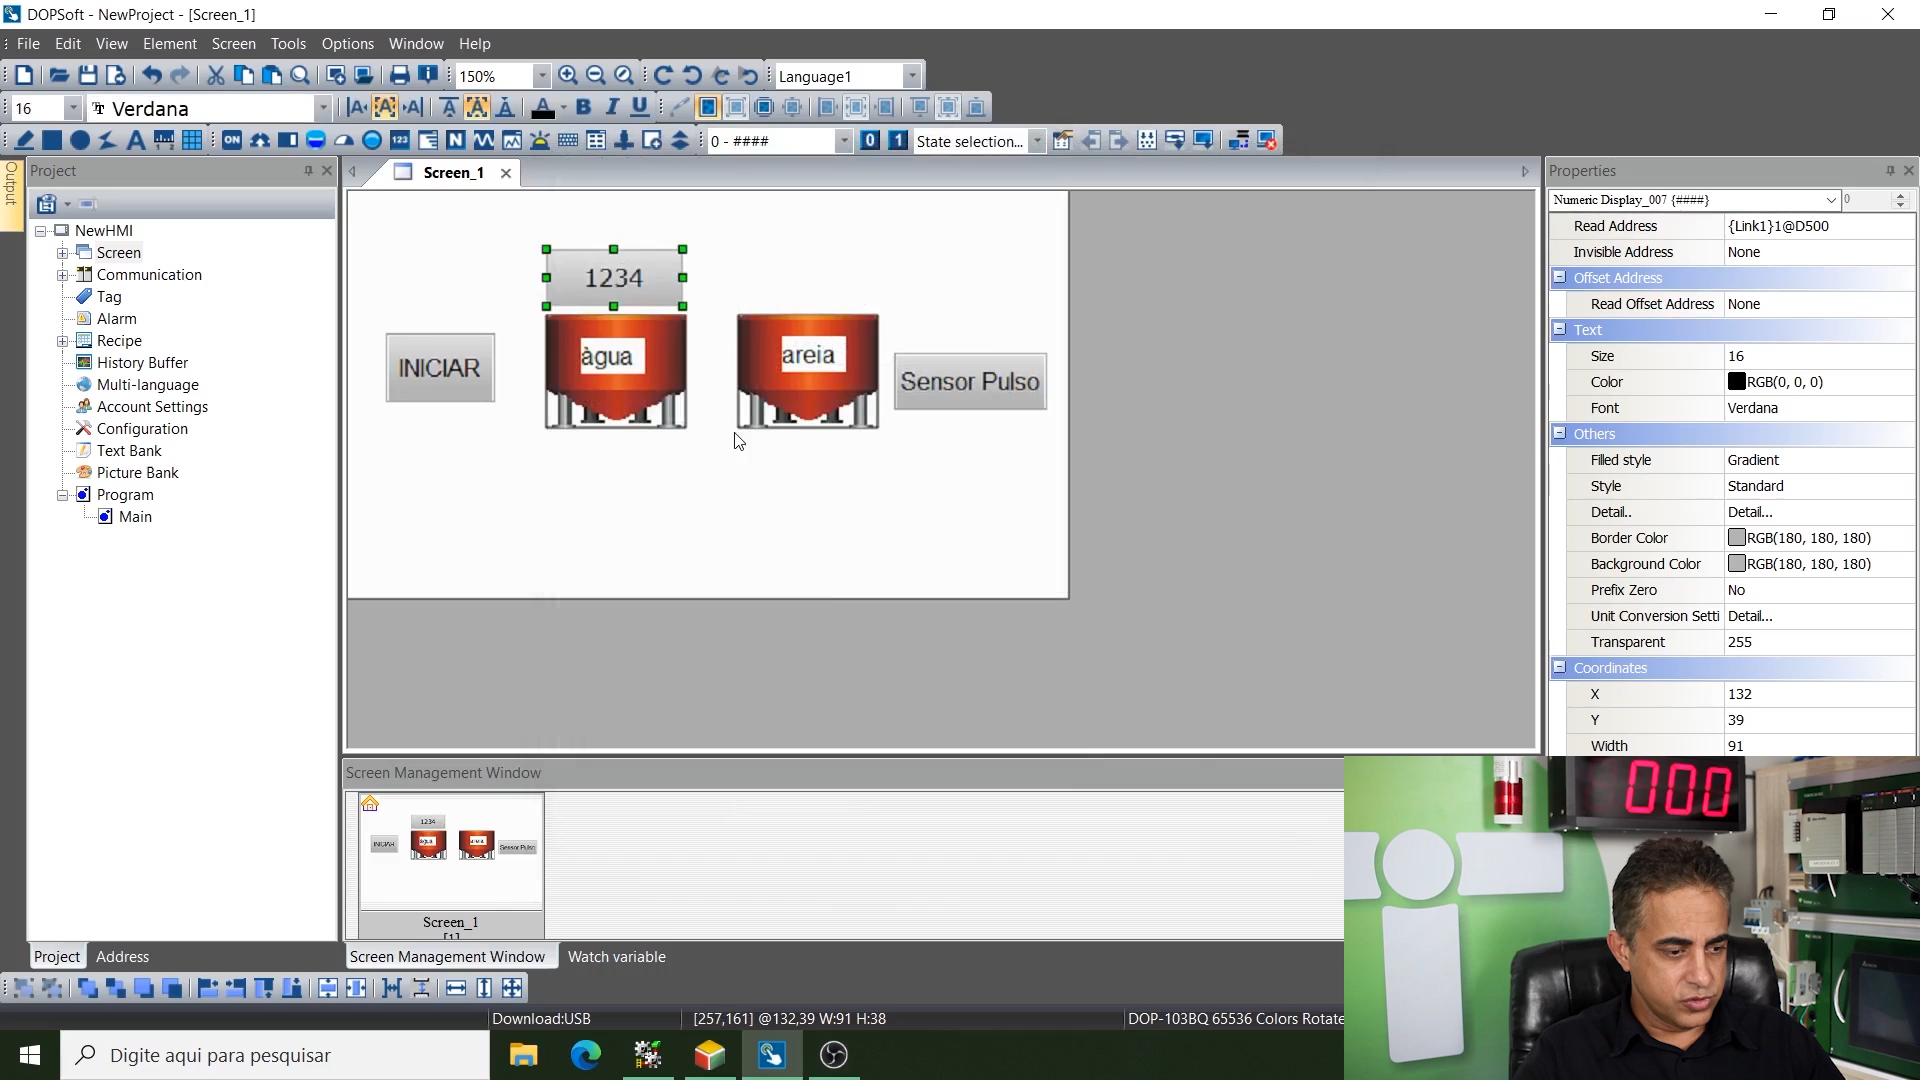 DOPSoft - NewProject - [Screen_1]
File Edit View Element Screen Tools Options Window Help
150% Language1
16 Verdana
0 - #### State selection...
Output
Project
NewHMI
Screen
Communication
Tag
Alarm
Recipe
History Buffer
Multi-language
Account Settings
Configuration
Text Bank
Picture Bank
Program
Main
Project Address
Screen_1
1234
INICIAR
àgua
areia
Sensor Pulso
Properties
Numeric Display_007 {####} 0
Read Address {Link1}1@D500
Invisible Address None
Offset Address
Read Offset Address None
Text
Size 16
Color RGB(0, 0, 0)
Font Verdana
Others
Filled style Gradient
Style Standard
Detail.. Detail...
Border Color RGB(180, 180, 180)
Background Color RGB(180, 180, 180)
Prefix Zero No
Unit Conversion Setti Detail...
Transparent 255
Coordinates
X 132
Y 39
Width 91
Screen Management Window
1234
INICIAR
Sensor Pulso
Screen_1
[1]
Screen Management Window Watch variable
Download:USB [257,161] @132,39 W:91 H:38 DOP-103BQ 65536 Colors Rotate
Digite aqui para pesquisar
000